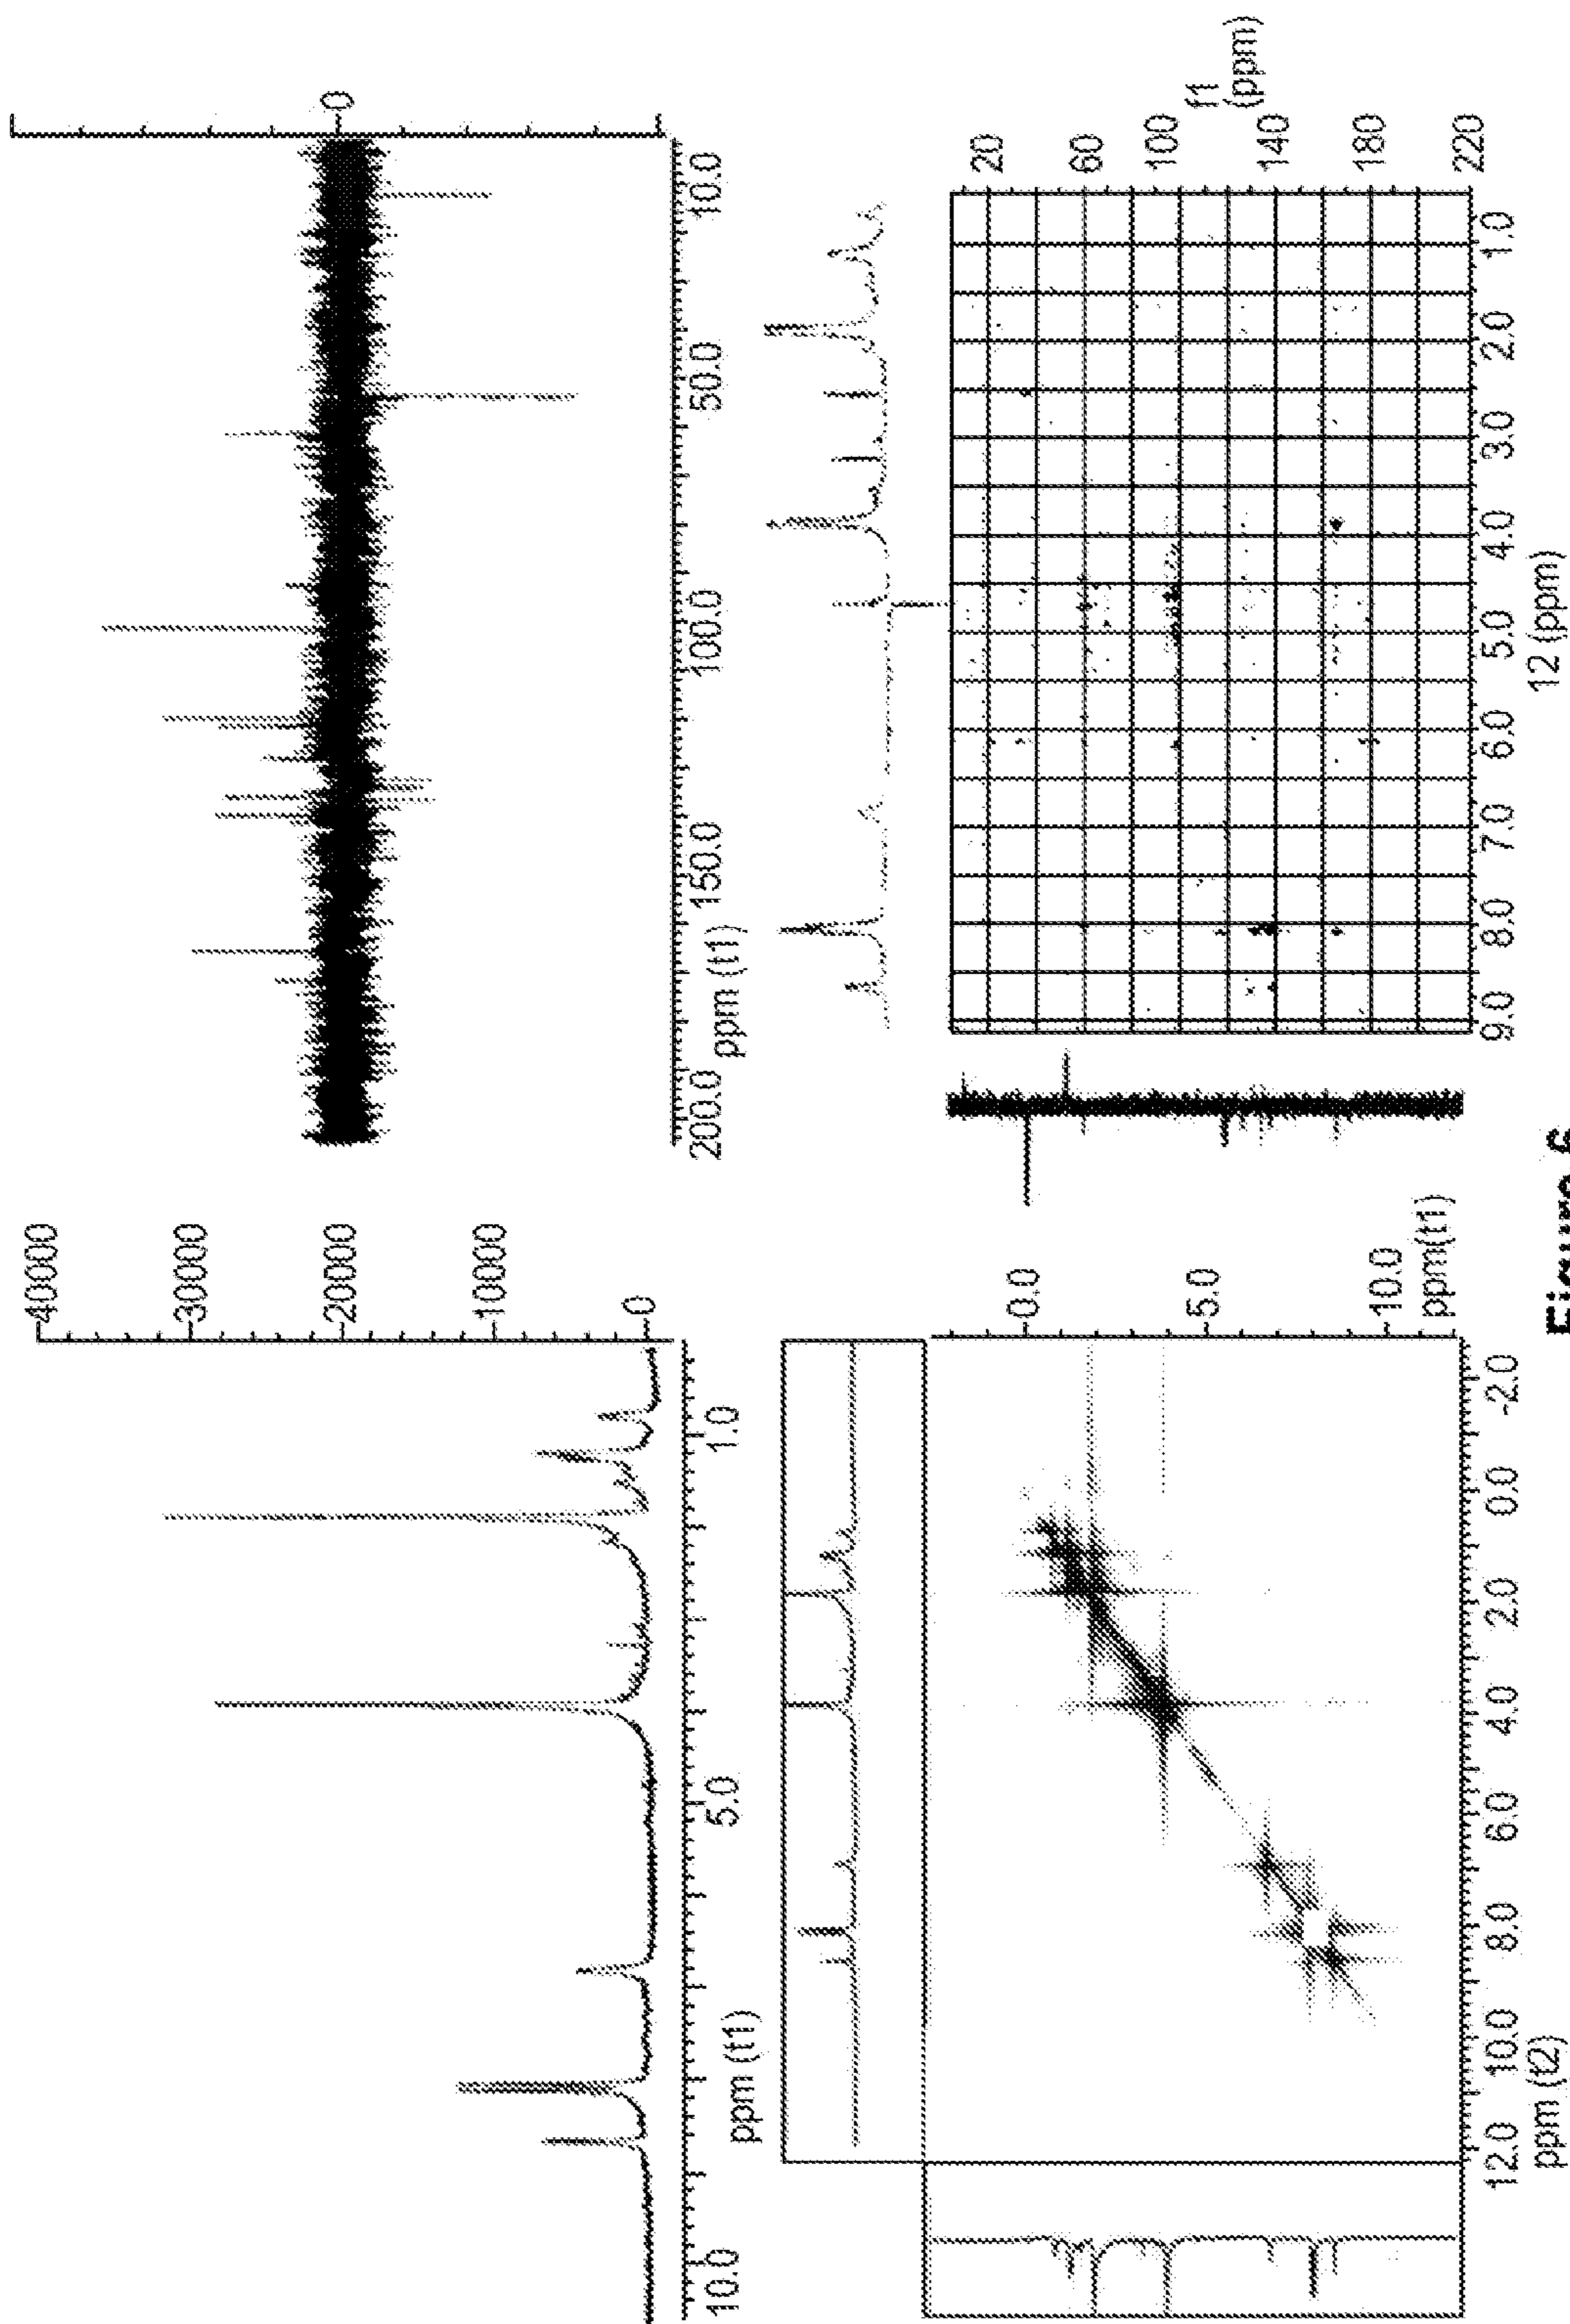 40000
30000
20000
10000
0
10.0 5.0 1.0
ppm (t1)
0
200.0 150.0 100.0 50.0 10.0
ppm (t1)
0.0
5.0
10.0
ppm(t1)
12.0 10.0 8.0 6.0 4.0 2.0 0.0 -2.0
ppm (t2)
20
60
100
140
180
220
f1
(ppm)
9.0 8.0 7.0 6.0 5.0 4.0 3.0 2.0 1.0
12 (ppm)
Figure 6